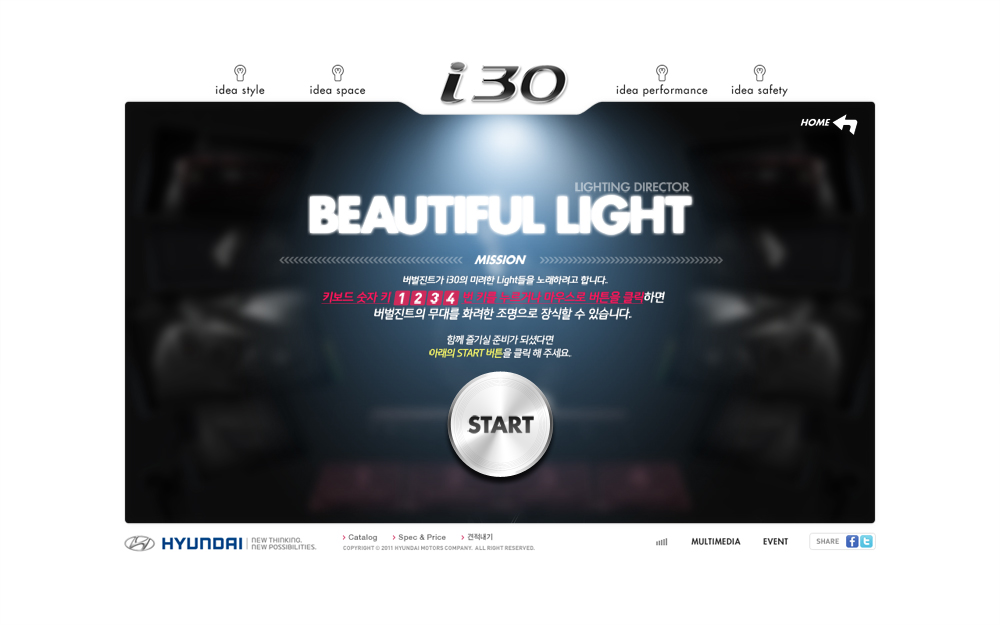 idea style
idea space
i30
idea performance
idea safety
HOME
LIGHTING DIRECTOR
BEAUTIFUL LIGHT
MISSION
버벌진트가 i30의 미려한 Light들을 노래하려고 합니다.
키보드 숫자 키 1 2 3 4 번 키를 누르거나 마우스로 버튼을 클릭하면
버벌진트의 무대를 화려한 조명으로 장식할 수 있습니다.
함께 즐기실 준비가 되셨다면
아래의 START 버튼을 클릭 해 주세요.
START
HYUNDAI
NEW THINKING.
NEW POSSIBILITIES.
Catalog
Spec & Price
견적내기
COPYRIGHT © 2011 HYUNDAI MOTORS COMPANY. ALL RIGHT RESERVED.
MULTIMEDIA
EVENT
SHARE